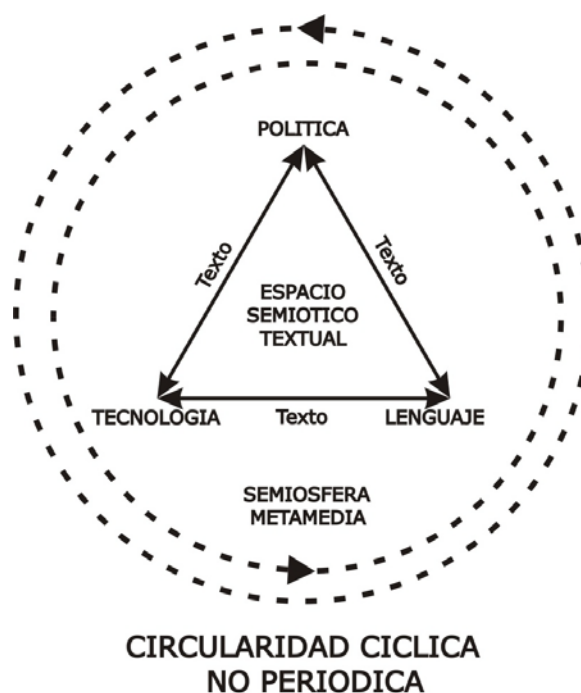 POLITICA
Texto
Texto
ESPACIO
SEMIOTICO
TEXTUAL
TECNOLOGIA
Texto
LENGUAJE
SEMIOSFERA
METAMEDIA
CIRCULARIDAD CICLICA
NO PERIODICA